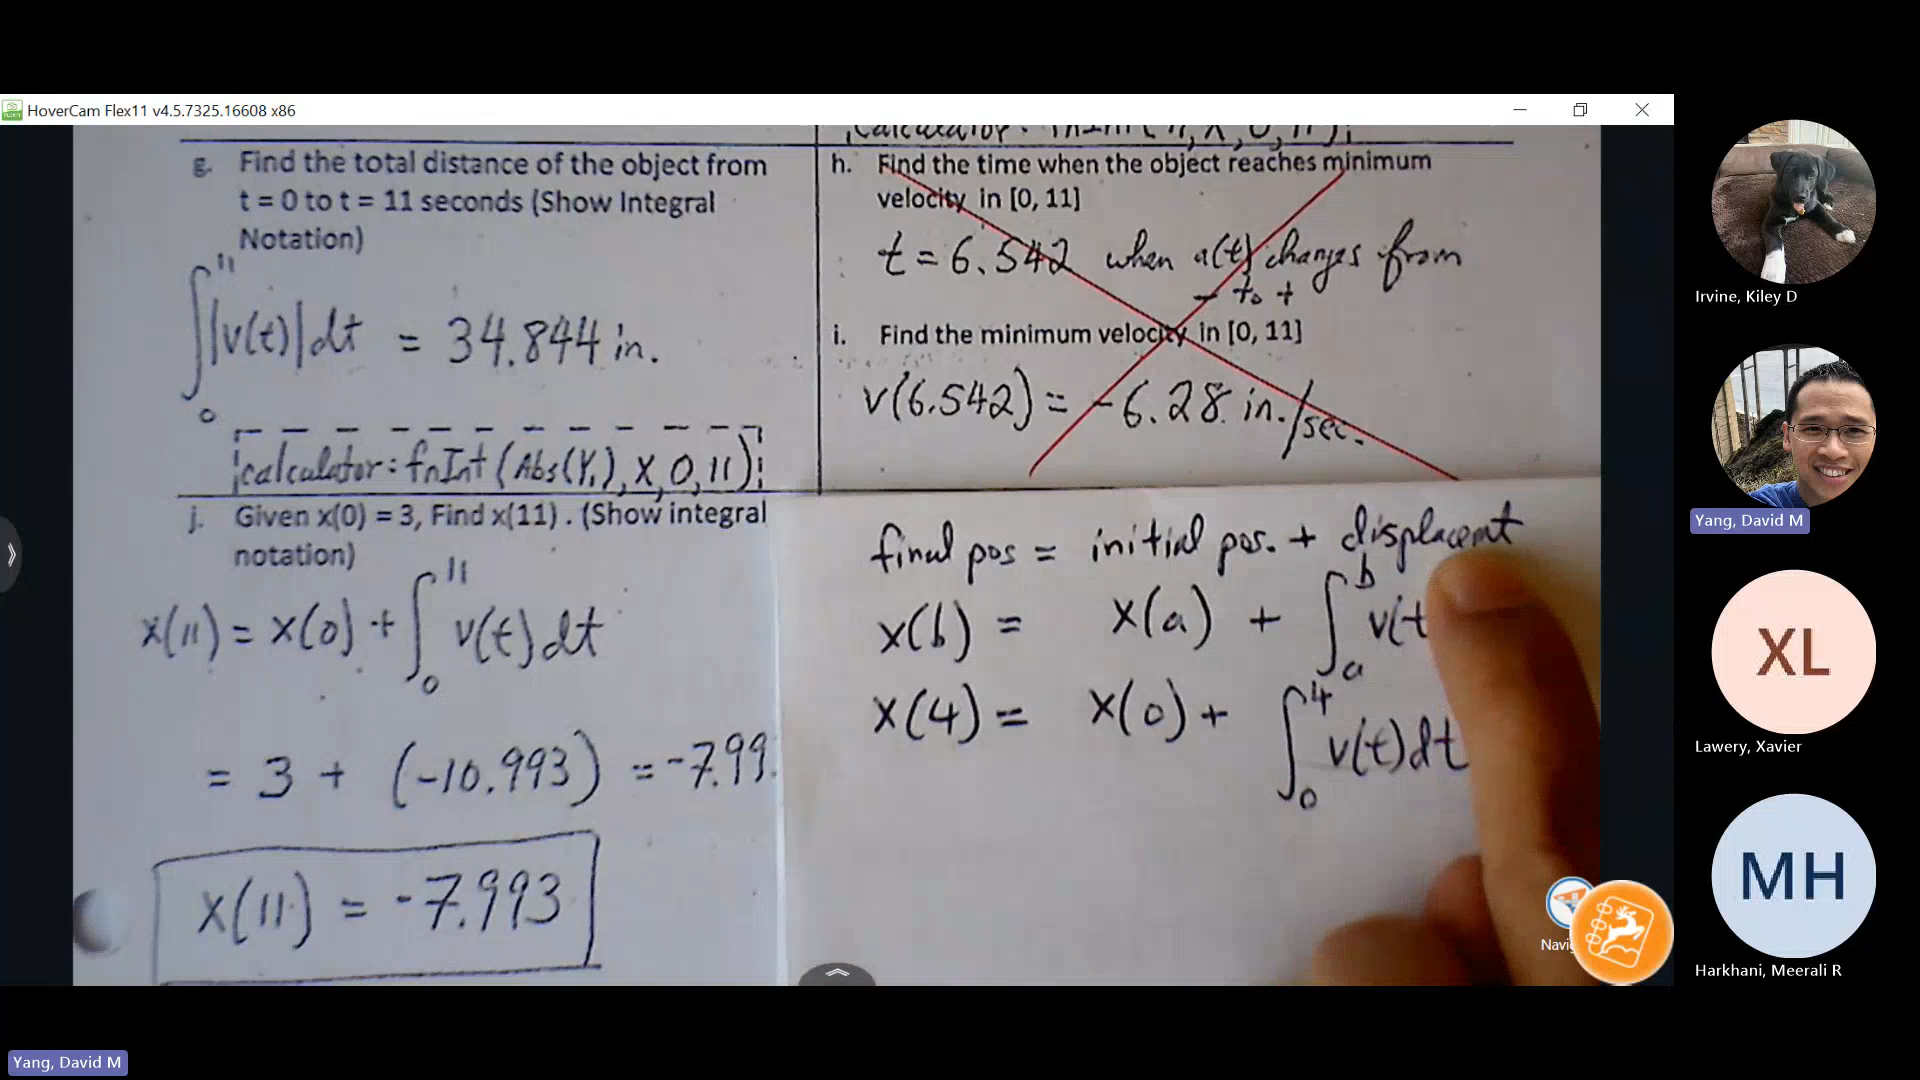 HoverCam Flex11 v4.5.7325.16608 x86
g. Find the total distance of the object from
t = 0 to t = 11 seconds (Show Integral
Notation)
∫₀¹¹ |v(t)| dt = 34.844 in.
calculator: fnInt (Abs(Y₁), X, 0, 11)
h. Find the time when the object reaches minimum
velocity in [0, 11]
t = 6.542 when a(t) changes from
- to +
i. Find the minimum velocity in [0, 11]
v(6.542) = -6.28 in./sec.
j. Given x(0) = 3, Find x(11) . (Show integral
notation)
x(11) = x(0) + ∫₀¹¹ v(t) dt
= 3 + (-10.993) = -7.99
x(11) = -7.993
final pos = initial pos. + displacemt
x(b) = x(a) + ∫ₐᵇ v(t
x(4) = x(0) + ∫₀⁴ v(t) dt
Navi
Irvine, Kiley D
Yang, David M
XL
Lawery, Xavier
MH
Harkhani, Meerali R
Yang, David M